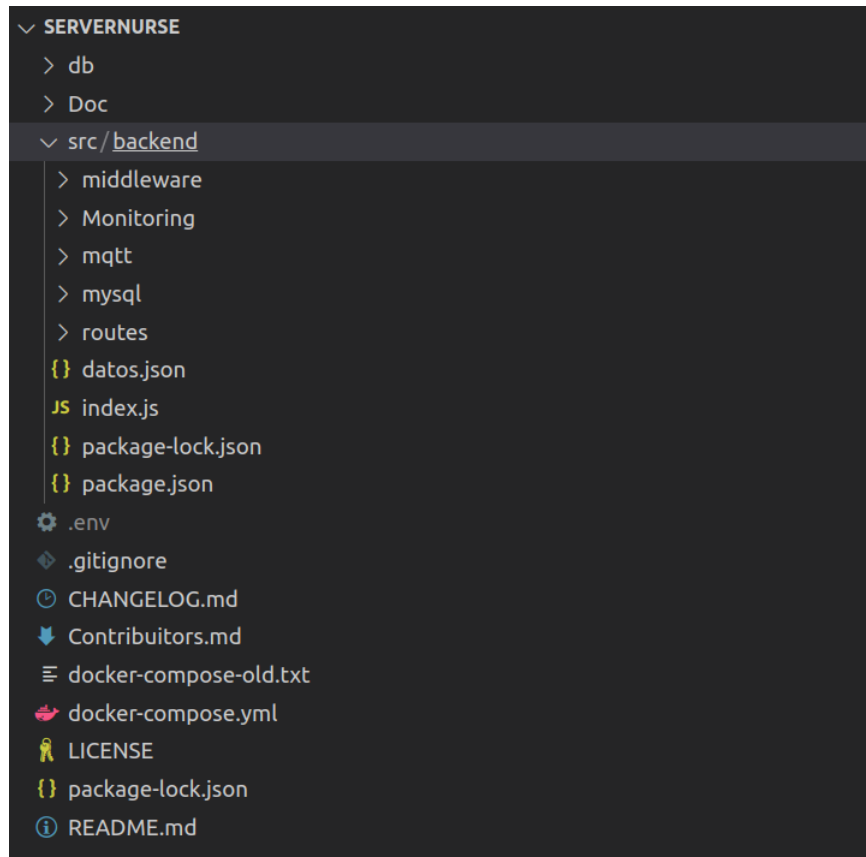 SERVERNURSE
db
Doc
src/backend
middleware
Monitoring
mqtt
mysql
routes
{} datos.json
JS index.js
{} package-lock.json
{} package.json
.env
.gitignore
CHANGELOG.md
Contribuitors.md
docker-compose-old.txt
docker-compose.yml
LICENSE
{} package-lock.json
README.md